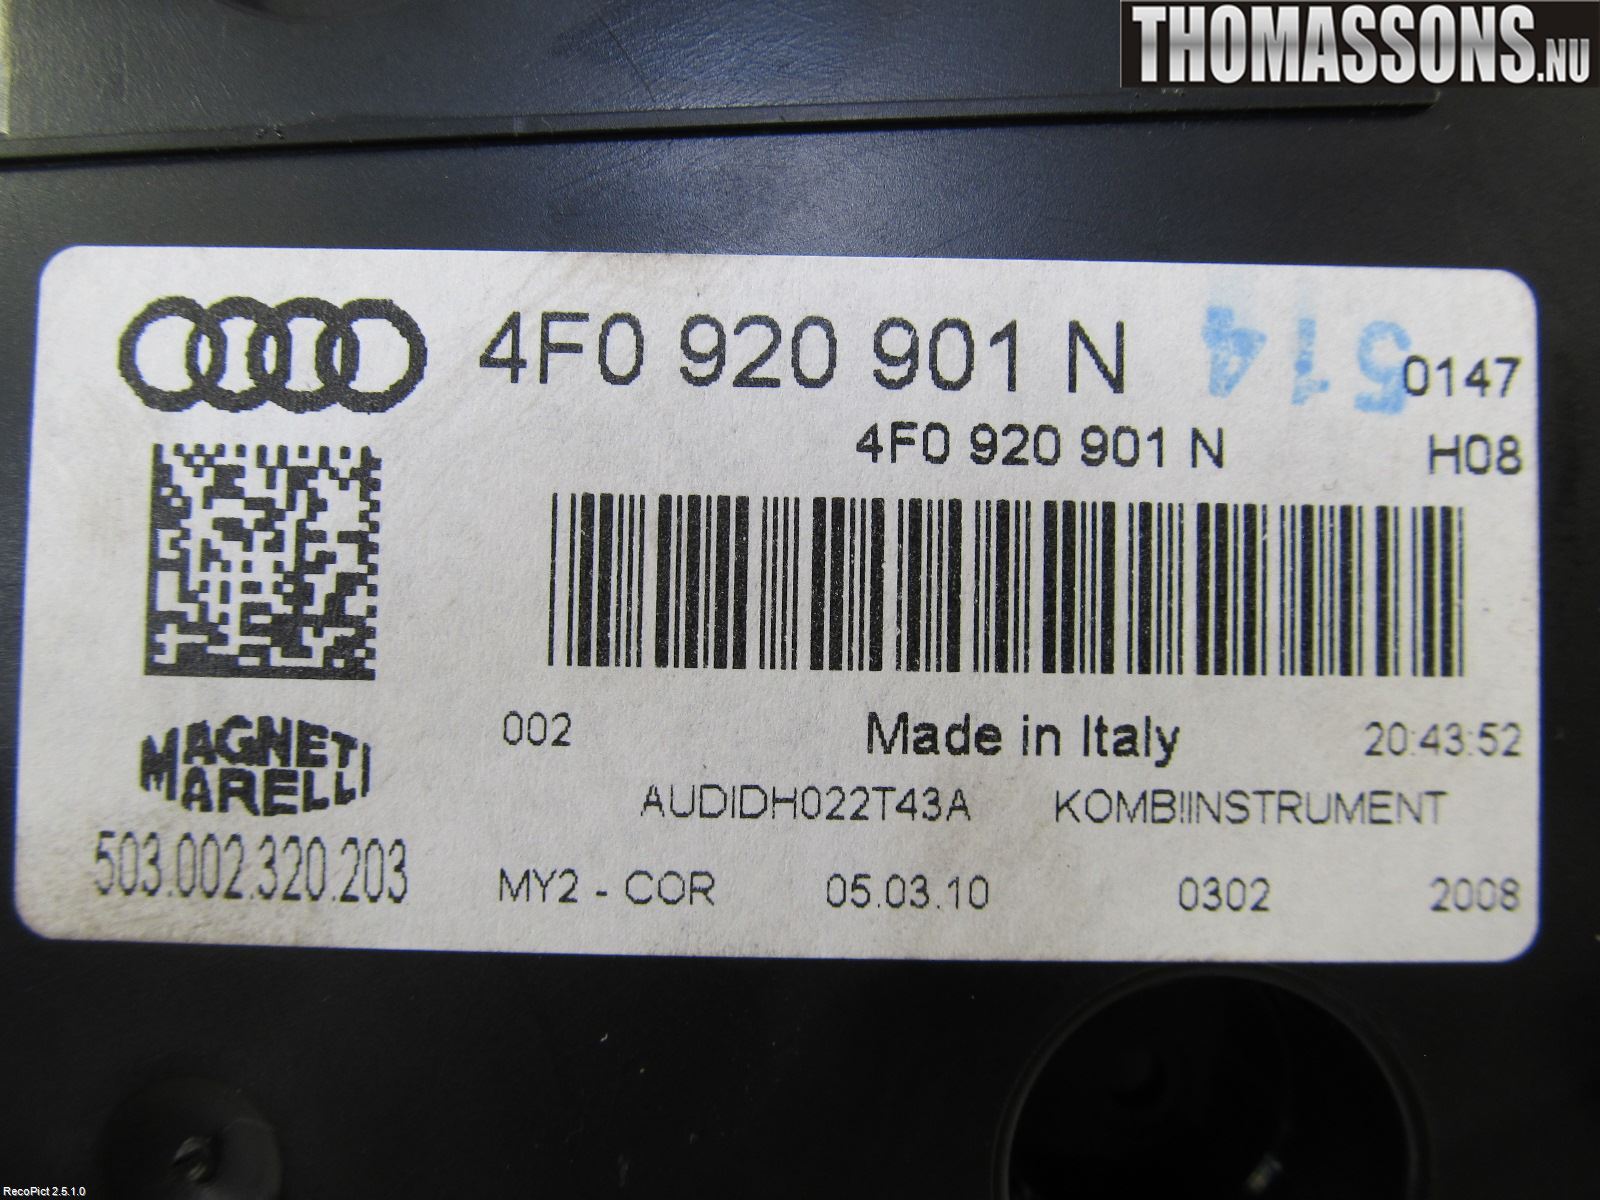 THOMASSONS.NU
4F0 920 901 N
514
0147
4F0 920 901 N
H08
002
Made in Italy
20:43:52
MAGNETI
MARELLI
AUDIDH022T43A
KOMBIINSTRUMENT
503.002.320.203
MY2 - COR
05.03.10
0302
2008
RecoPict 2.5.1.0